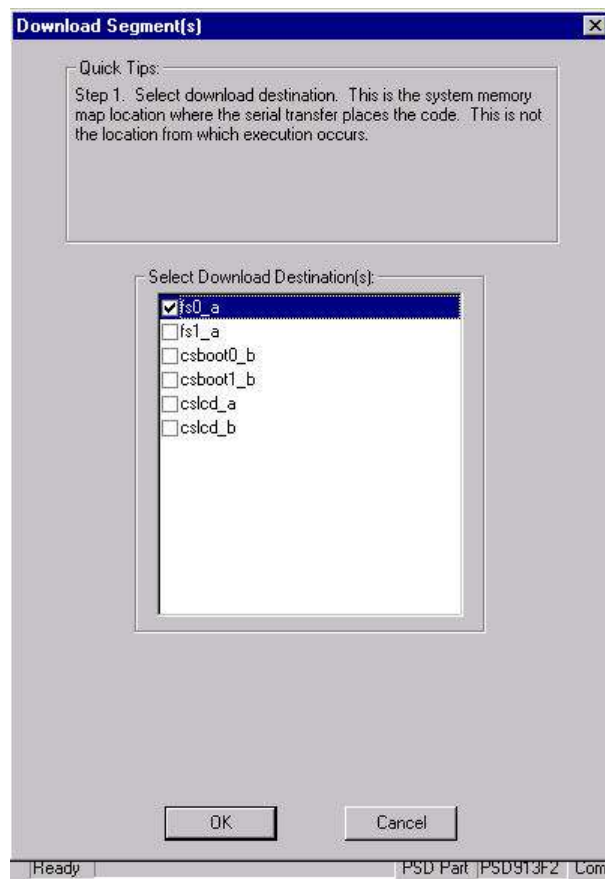 Download Segment(s)
Quick Tips:
Step 1. Select download destination. This is the system memory
map location where the serial transfer places the code. This is not
the location from which execution occurs.
Select Download Destination(s):
fs0_a
fs1_a
csboot0_b
csboot1_b
cslcd_a
cslcd_b
OK Cancel
Ready PSD Part PSD913F2 Com